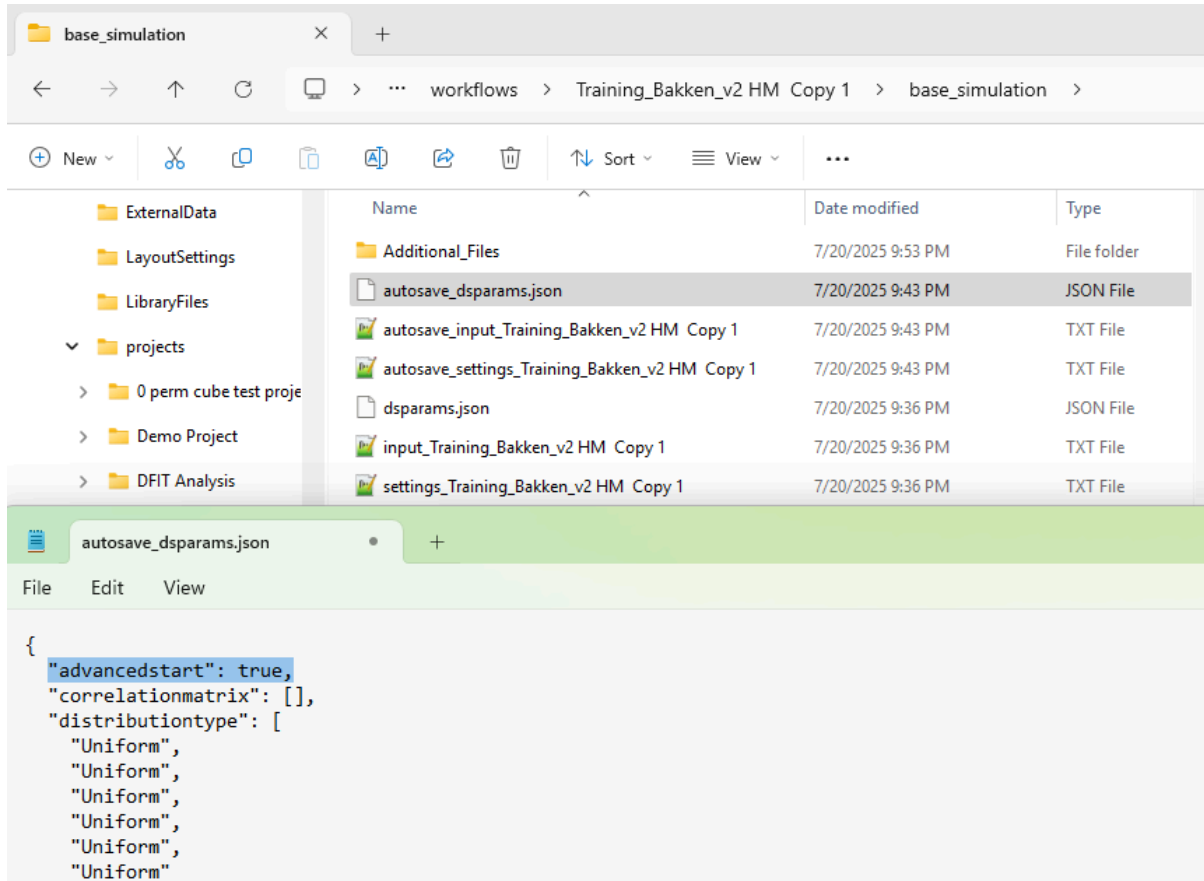 base_simulation
... workflows > Training_Bakken_v2 HM Copy 1 > base_simulation >
New Sort View ...
Name Date modified Type
ExternalData
LayoutSettings
LibraryFiles
projects
0 perm cube test proje
Demo Project
DFIT Analysis
Additional_Files 7/20/2025 9:53 PM File folder
autosave_dsparams.json 7/20/2025 9:43 PM JSON File
autosave_input_Training_Bakken_v2 HM Copy 1 7/20/2025 9:43 PM TXT File
autosave_settings_Training_Bakken_v2 HM Copy 1 7/20/2025 9:43 PM TXT File
dsparams.json 7/20/2025 9:36 PM JSON File
input_Training_Bakken_v2 HM Copy 1 7/20/2025 9:36 PM TXT File
settings_Training_Bakken_v2 HM Copy 1 7/20/2025 9:36 PM TXT File
autosave_dsparams.json
File Edit View
{
"advancedstart": true,
"correlationmatrix": [],
"distributiontype": [
"Uniform",
"Uniform",
"Uniform",
"Uniform",
"Uniform",
"Uniform"